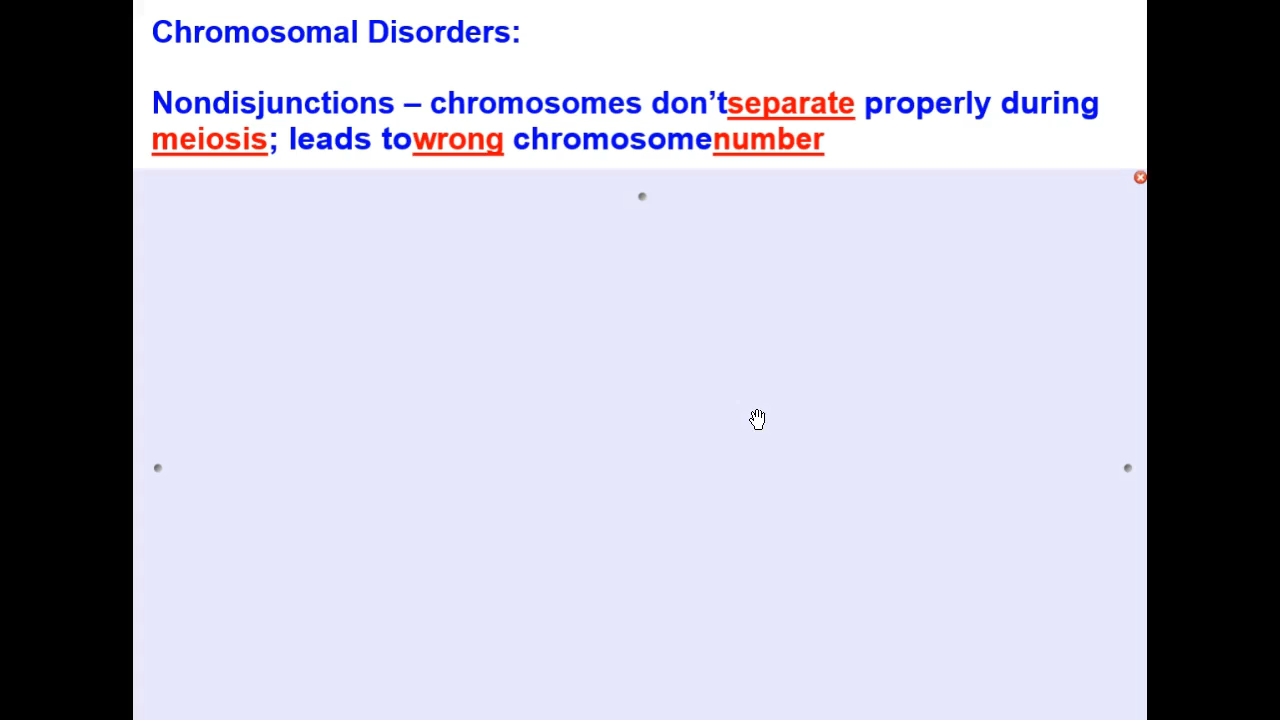 Chromosomal Disorders:
Nondisjunctions – chromosomes don’tseparate properly during
meiosis; leads towrong chromosomenumber